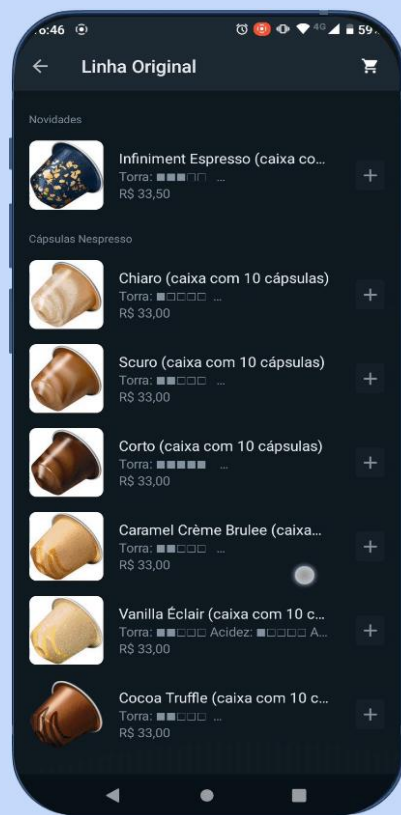 16:46 4G 59%
Linha Original
Novidades
Infiniment Espresso (caixa co...
Torra: ■■■□□ ...
R$ 33,50
Cápsulas Nespresso
Chiaro (caixa com 10 cápsulas)
Torra: ■□□□□ ...
R$ 33,00
Scuro (caixa com 10 cápsulas)
Torra: ■■□□□ ...
R$ 33,00
Corto (caixa com 10 cápsulas)
Torra: ■■■■■ ...
R$ 33,00
Caramel Crème Brulee (caixa...
Torra: ■■□□□ ...
R$ 33,00
Vanilla Éclair (caixa com 10 c...
Torra: ■■□□□ Acidez: ■□□□□ A...
R$ 33,00
Cocoa Truffle (caixa com 10 c...
Torra: ■■□□□ ...
R$ 33,00